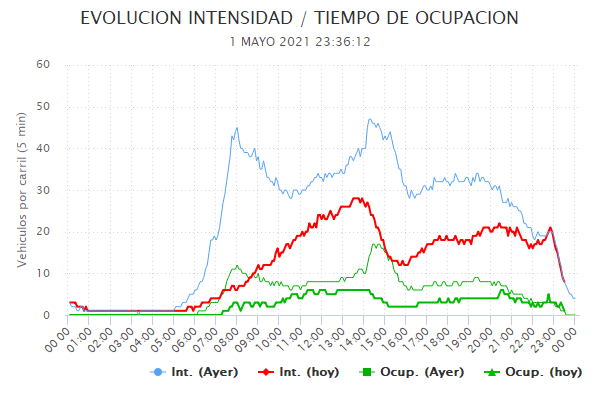 EVOLUCION INTENSIDAD / TIEMPO DE OCUPACION
1 MAYO 2021 23:36:12
Vehiculos por carril (5 min)
60
50
40
30
20
10
0
00:00 01:00 02:00 03:00 04:00 05:00 06:00 07:00 08:00 09:00 10:00 11:00 12:00 13:00 14:00 15:00 16:00 17:00 18:00 19:00 20:00 21:00 22:00 23:00 00:00
Int. (Ayer) Int. (hoy) Ocup. (Ayer) Ocup. (hoy)